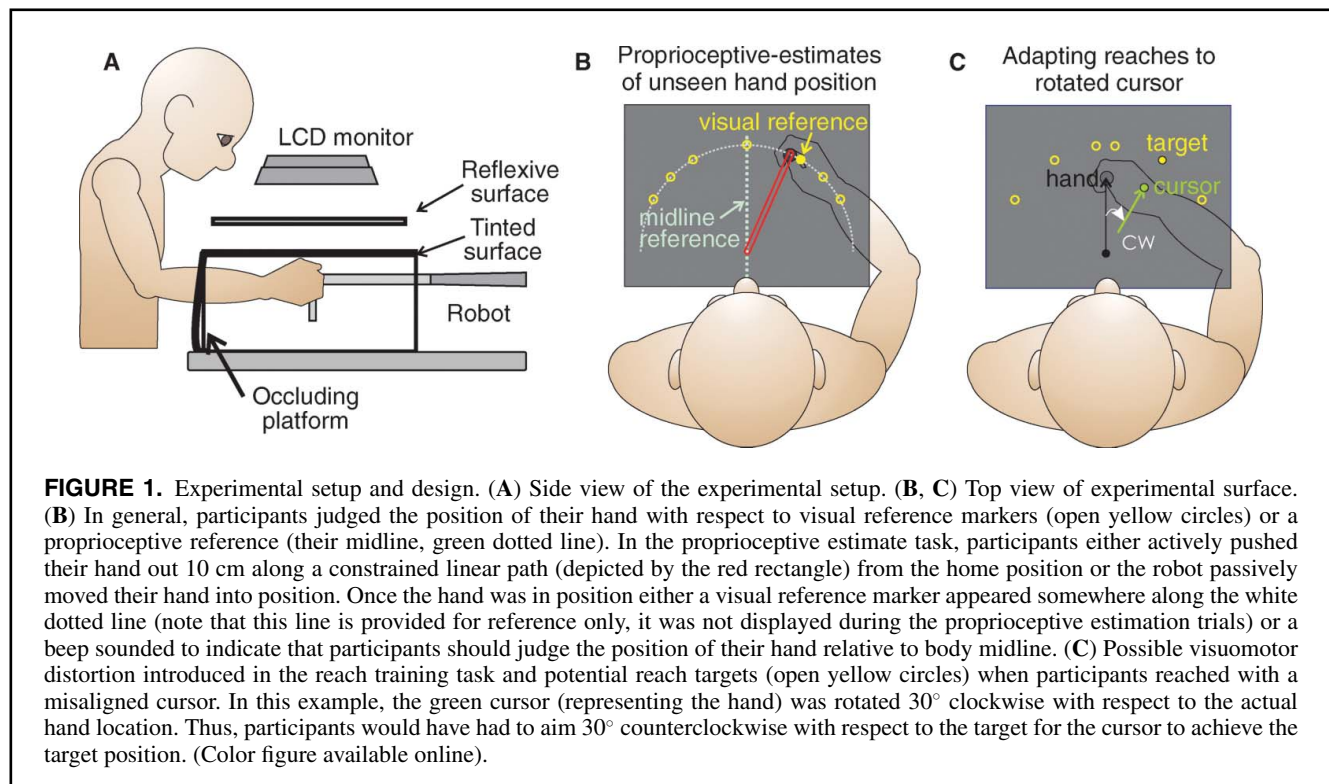 A
LCD monitor
Reflexive
surface
Tinted
surface
Robot
Occluding
platform
B
Proprioceptive-estimates
of unseen hand position
visual reference
midline
reference
C
Adapting reaches to
rotated cursor
target
hand
cursor
CW
FIGURE 1. Experimental setup and design. (A) Side view of the experimental setup. (B, C) Top view of experimental surface.
(B) In general, participants judged the position of their hand with respect to visual reference markers (open yellow circles) or a
proprioceptive reference (their midline, green dotted line). In the proprioceptive estimate task, participants either actively pushed
their hand out 10 cm along a constrained linear path (depicted by the red rectangle) from the home position or the robot passively
moved their hand into position. Once the hand was in position either a visual reference marker appeared somewhere along the white
dotted line (note that this line is provided for reference only, it was not displayed during the proprioceptive estimation trials) or a
beep sounded to indicate that participants should judge the position of their hand relative to body midline. (C) Possible visuomotor
distortion introduced in the reach training task and potential reach targets (open yellow circles) when participants reached with a
misaligned cursor. In this example, the green cursor (representing the hand) was rotated 30° clockwise with respect to the actual
hand location. Thus, participants would have had to aim 30° counterclockwise with respect to the target for the cursor to achieve the
target position. (Color figure available online).